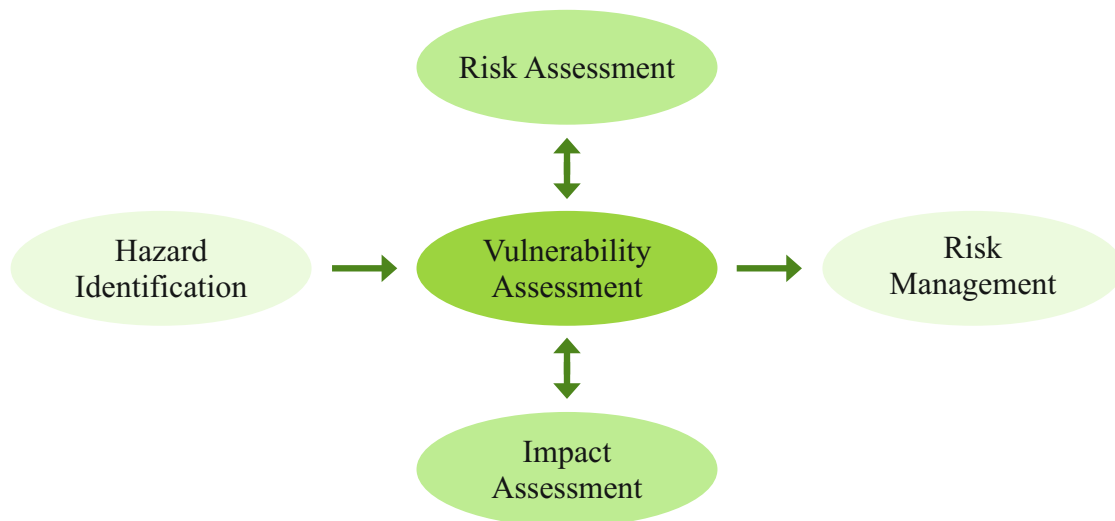 Risk Assessment
Hazard
Identification
Vulnerability
Assessment
Risk
Management
Impact
Assessment